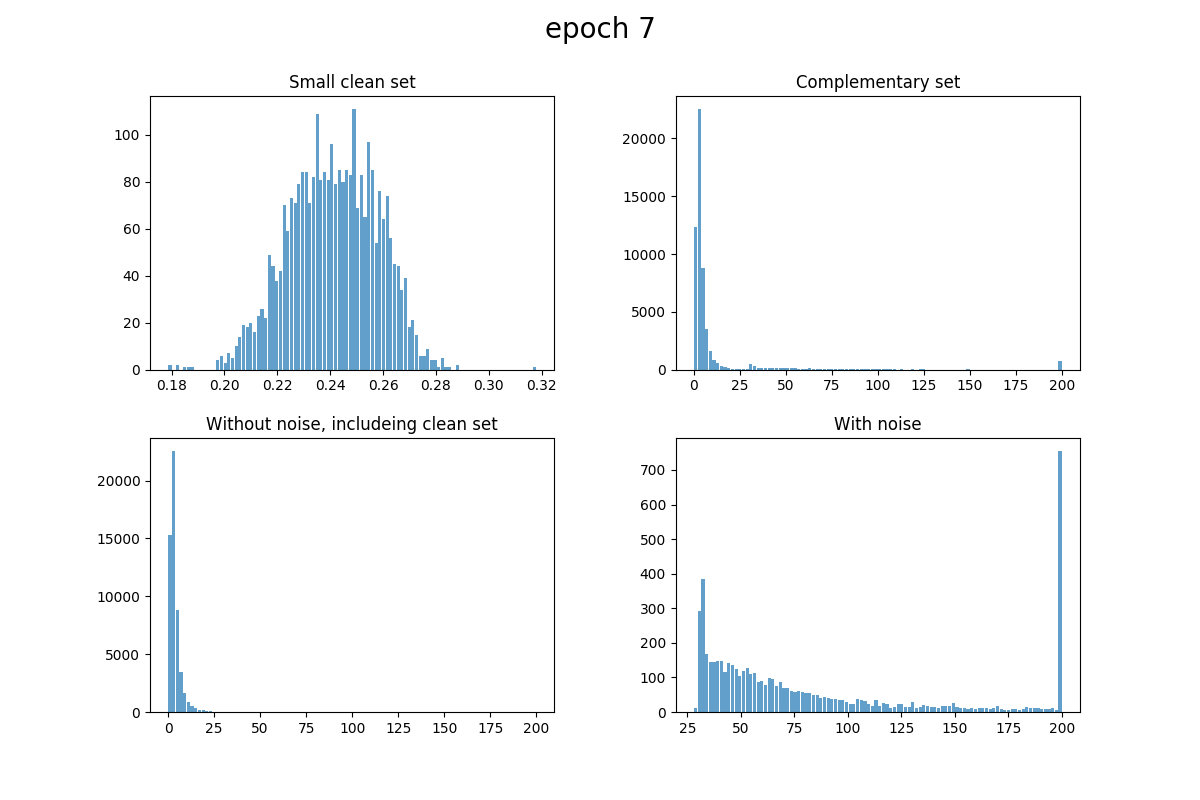 epoch 7
Small clean set
100
80
60
40
20
0
0.18 0.20 0.22 0.24 0.26 0.28 0.30 0.32
Complementary set
20000
15000
10000
5000
0
0 25 50 75 100 125 150 175 200
Without noise, includeing clean set
20000
15000
10000
5000
0
0 25 50 75 100 125 150 175 200
With noise
700
600
500
400
300
200
100
0
25 50 75 100 125 150 175 200